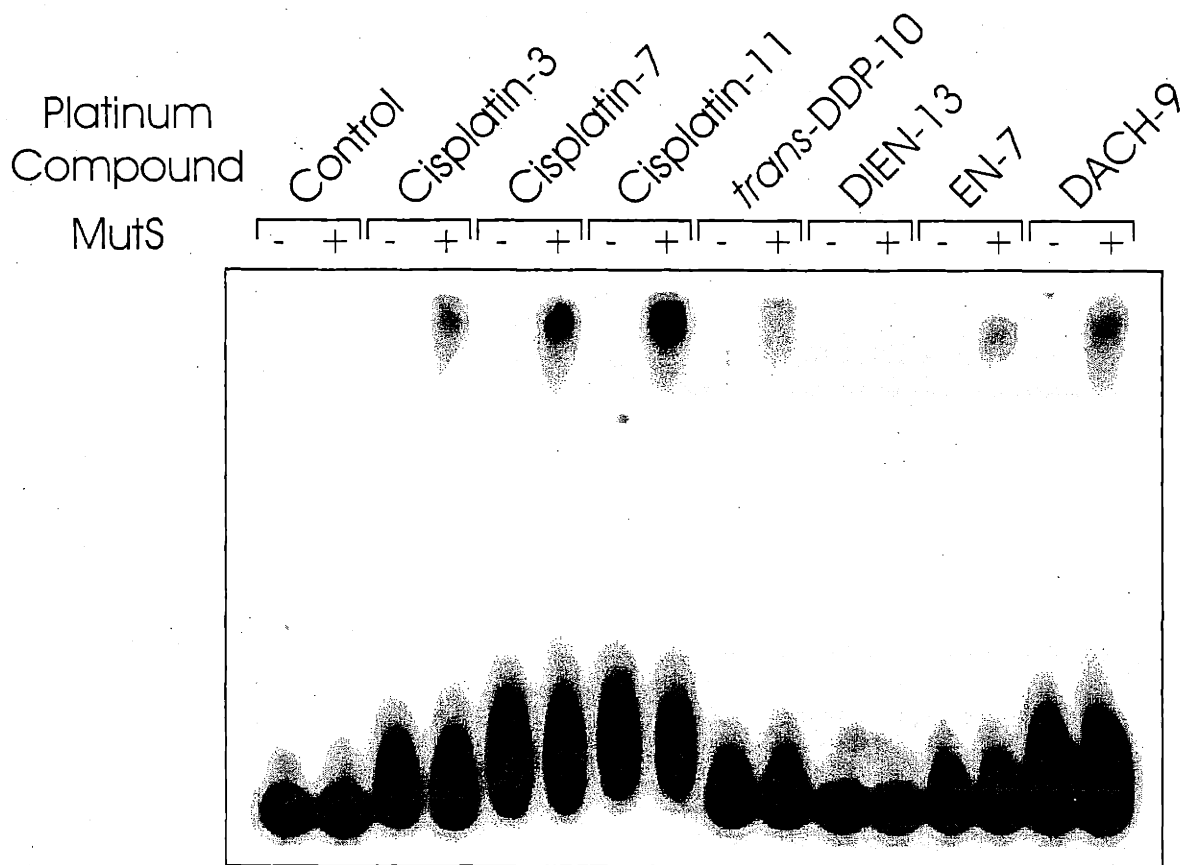 Platinum
Compound
Control
Cisplatin-3
Cisplatin-7
Cisplatin-11
trans-DDP-10
DIEN-13
EN-7
DACH-9
MutS
- + - + - + - + - + - + - + - +